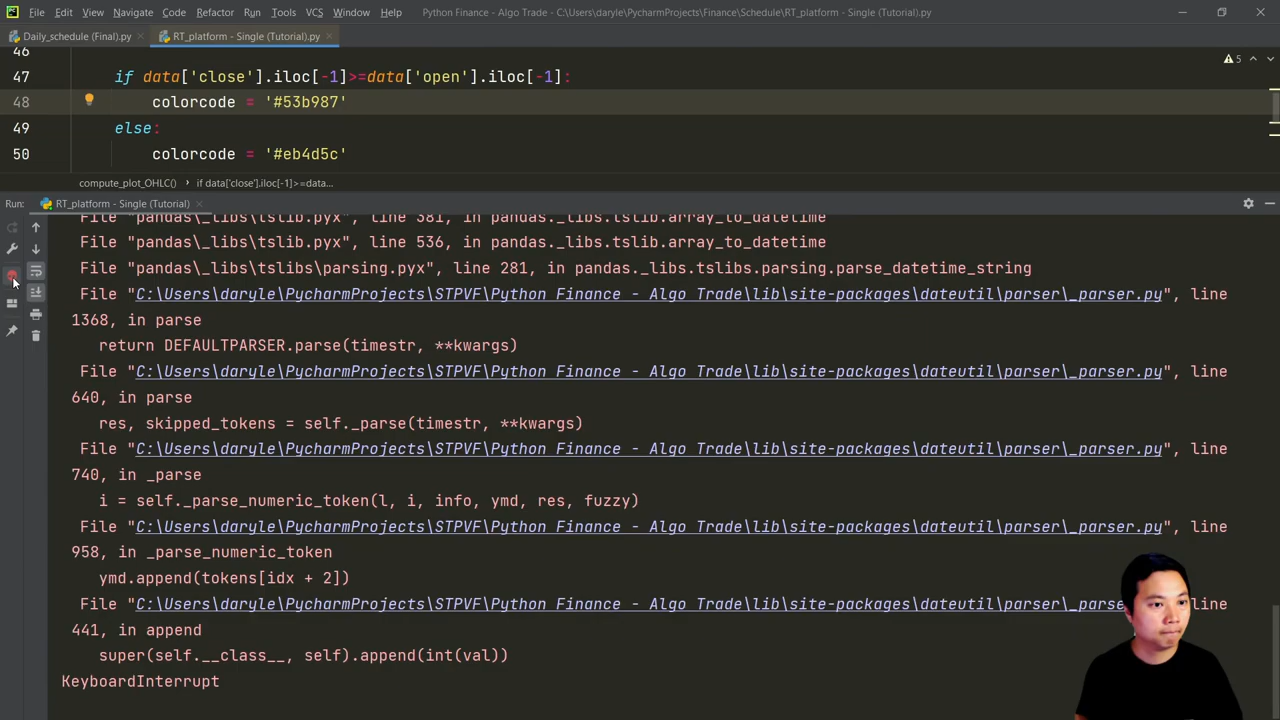 File Edit View Navigate Code Refactor Run Tools VCS Window Help Python Finance - Algo Trade - C:\Users\daryle\PycharmProjects\Finance\Schedule\RT_platform - Single (Tutorial).py
Daily_schedule (Final).py RT_platform - Single (Tutorial).py
46
47 if data['close'].iloc[-1]>=data['open'].iloc[-1]: 5
48 colorcode = '#53b987'
49 else:
50 colorcode = '#eb4d5c'
compute_plot_OHLC() › if data['close'].iloc[-1]>=data...
Run: RT_platform - Single (Tutorial)
File "pandas\_libs\tslib.pyx", line 381, in pandas._libs.tslib.array_to_datetime
File "pandas\_libs\tslib.pyx", line 536, in pandas._libs.tslib.array_to_datetime
File "pandas\_libs\tslibs\parsing.pyx", line 281, in pandas._libs.tslibs.parsing.parse_datetime_string
File "C:\Users\daryle\PycharmProjects\STPVF\Python Finance - Algo Trade\lib\site-packages\dateutil\parser\_parser.py", line
1368, in parse
return DEFAULTPARSER.parse(timestr, **kwargs)
File "C:\Users\daryle\PycharmProjects\STPVF\Python Finance - Algo Trade\lib\site-packages\dateutil\parser\_parser.py", line
640, in parse
res, skipped_tokens = self._parse(timestr, **kwargs)
File "C:\Users\daryle\PycharmProjects\STPVF\Python Finance - Algo Trade\lib\site-packages\dateutil\parser\_parser.py", line
740, in _parse
i = self._parse_numeric_token(l, i, info, ymd, res, fuzzy)
File "C:\Users\daryle\PycharmProjects\STPVF\Python Finance - Algo Trade\lib\site-packages\dateutil\parser\_parser.py", line
958, in _parse_numeric_token
ymd.append(tokens[idx + 2])
File "C:\Users\daryle\PycharmProjects\STPVF\Python Finance - Algo Trade\lib\site-packages\dateutil\parser\_parse line
441, in append
super(self.__class__, self).append(int(val))
KeyboardInterrupt